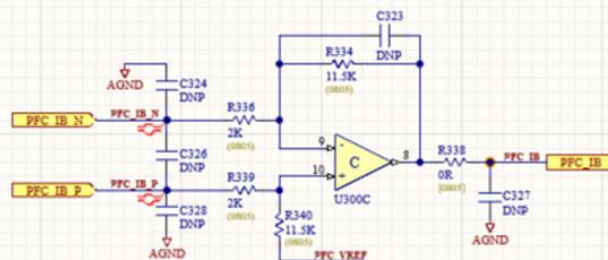 C323
DNP
R334
11.5K
(0805)
AGND
C324
DNP
PFC_IB_N
PFC_IB_N
R336
2K
(0805)
9
-
C
8
R338
0R
[0805]
PFC_IB
PFC_IB
C326
DNP
10
+
U300C
PFC_IB_P
PFC_IB_P
R339
2K
(0805)
C327
DNP
AGND
C328
DNP
AGND
R340
11.5K
(0805)
PFC_VREF